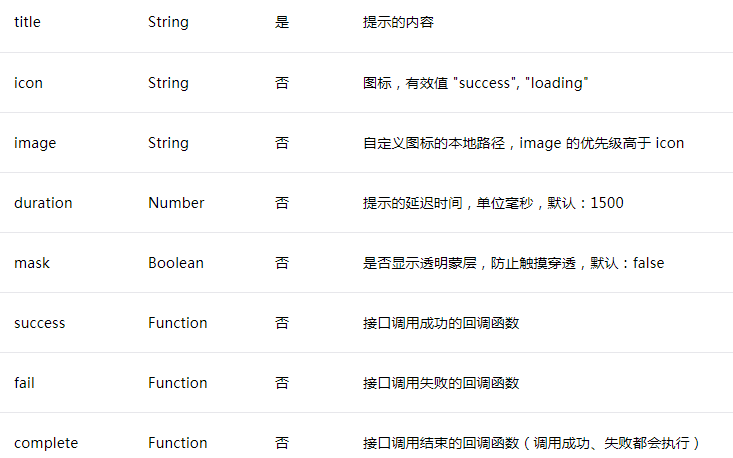 title String 是 提示的内容
icon String 否 图标，有效值 "success", "loading"
image String 否 自定义图标的本地路径，image 的优先级高于 icon
duration Number 否 提示的延迟时间，单位毫秒，默认：1500
mask Boolean 否 是否显示透明蒙层，防止触摸穿透，默认：false
success Function 否 接口调用成功的回调函数
fail Function 否 接口调用失败的回调函数
complete Function 否 接口调用结束的回调函数（调用成功、失败都会执行）